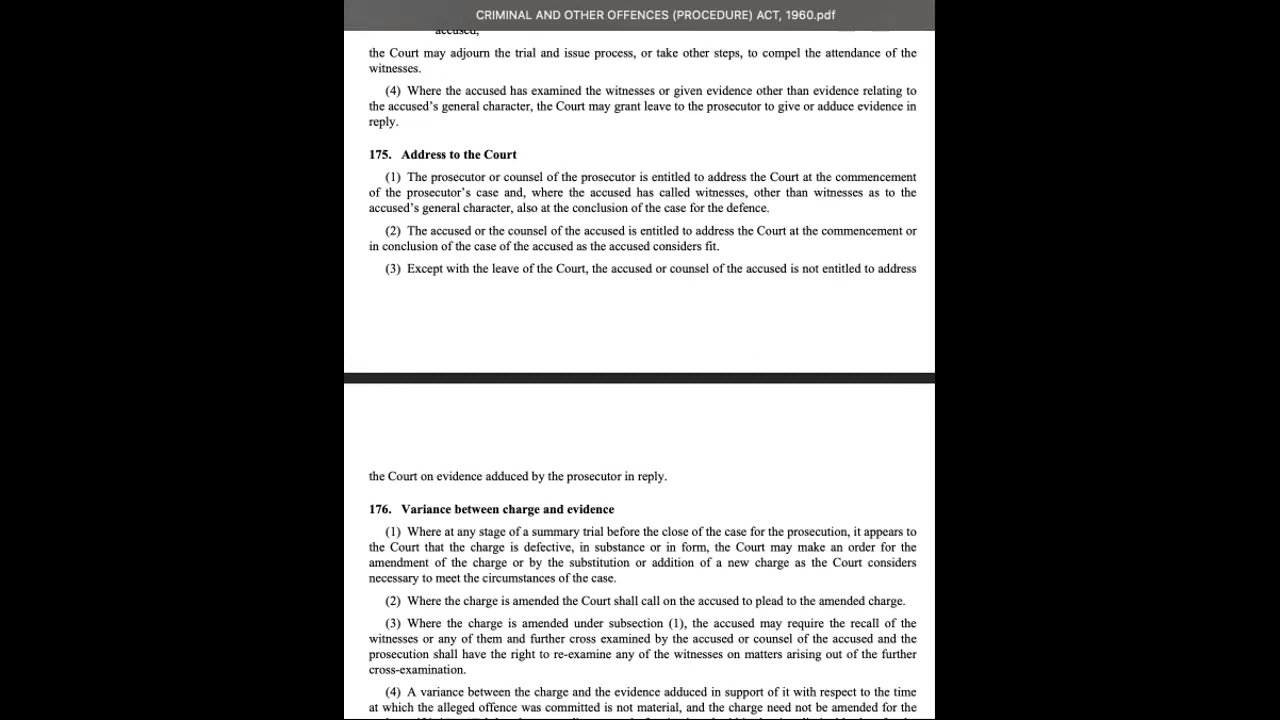 CRIMINAL AND OTHER OFFENCES (PROCEDURE) ACT, 1960.pdf
accused,
the Court may adjourn the trial and issue process, or take other steps, to compel the attendance of the
witnesses.
(4) Where the accused has examined the witnesses or given evidence other than evidence relating to
the accused's general character, the Court may grant leave to the prosecutor to give or adduce evidence in
reply.
175. Address to the Court
(1) The prosecutor or counsel of the prosecutor is entitled to address the Court at the commencement
of the prosecutor's case and, where the accused has called witnesses, other than witnesses as to the
accused's general character, also at the conclusion of the case for the defence.
(2) The accused or the counsel of the accused is entitled to address the Court at the commencement or
in conclusion of the case of the accused as the accused considers fit.
(3) Except with the leave of the Court, the accused or counsel of the accused is not entitled to address
the Court on evidence adduced by the prosecutor in reply.
176. Variance between charge and evidence
(1) Where at any stage of a summary trial before the close of the case for the prosecution, it appears to
the Court that the charge is defective, in substance or in form, the Court may make an order for the
amendment of the charge or by the substitution or addition of a new charge as the Court considers
necessary to meet the circumstances of the case.
(2) Where the charge is amended the Court shall call on the accused to plead to the amended charge.
(3) Where the charge is amended under subsection (1), the accused may require the recall of the
witnesses or any of them and further cross examined by the accused or counsel of the accused and the
prosecution shall have the right to re-examine any of the witnesses on matters arising out of the further
cross-examination.
(4) A variance between the charge and the evidence adduced in support of it with respect to the time
at which the alleged offence was committed is not material, and the charge need not be amended for the